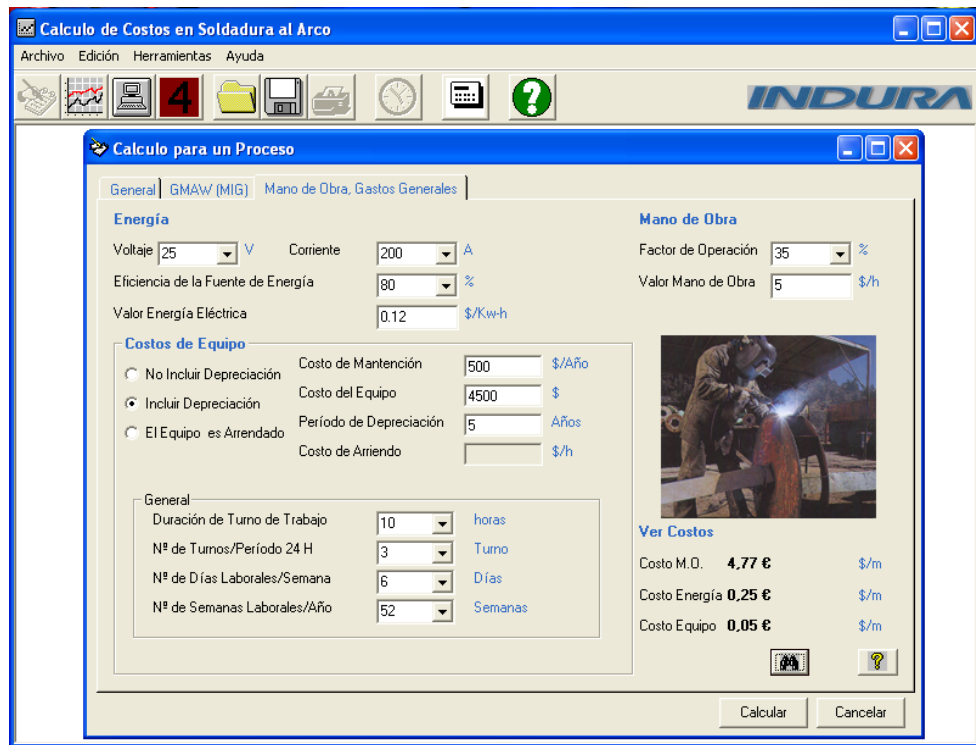 Calculo de Costos en Soldadura al Arco
Archivo Edición Herramientas Ayuda
4 ? INDURA
Calculo para un Proceso
General GMAW (MIG) Mano de Obra, Gastos Generales
Energía
Voltaje 25 V Corriente 200 A
Eficiencia de la Fuente de Energía 80 %
Valor Energía Eléctrica 0.12 $/Kw-h
Mano de Obra
Factor de Operación 35 %
Valor Mano de Obra 5 $/h
Costos de Equipo
No Incluir Depreciación
Incluir Depreciación
El Equipo es Arrendado
Costo de Mantención 500 $/Año
Costo del Equipo 4500 $
Período de Depreciación 5 Años
Costo de Arriendo $/h
General
Duración de Turno de Trabajo 10 horas
Nº de Turnos/Período 24 H 3 Turno
Nº de Días Laborales/Semana 6 Días
Nº de Semanas Laborales/Año 52 Semanas
Ver Costos
Costo M.O. 4,77 € $/m
Costo Energía 0,25 € $/m
Costo Equipo 0,05 € $/m
?
Calcular Cancelar